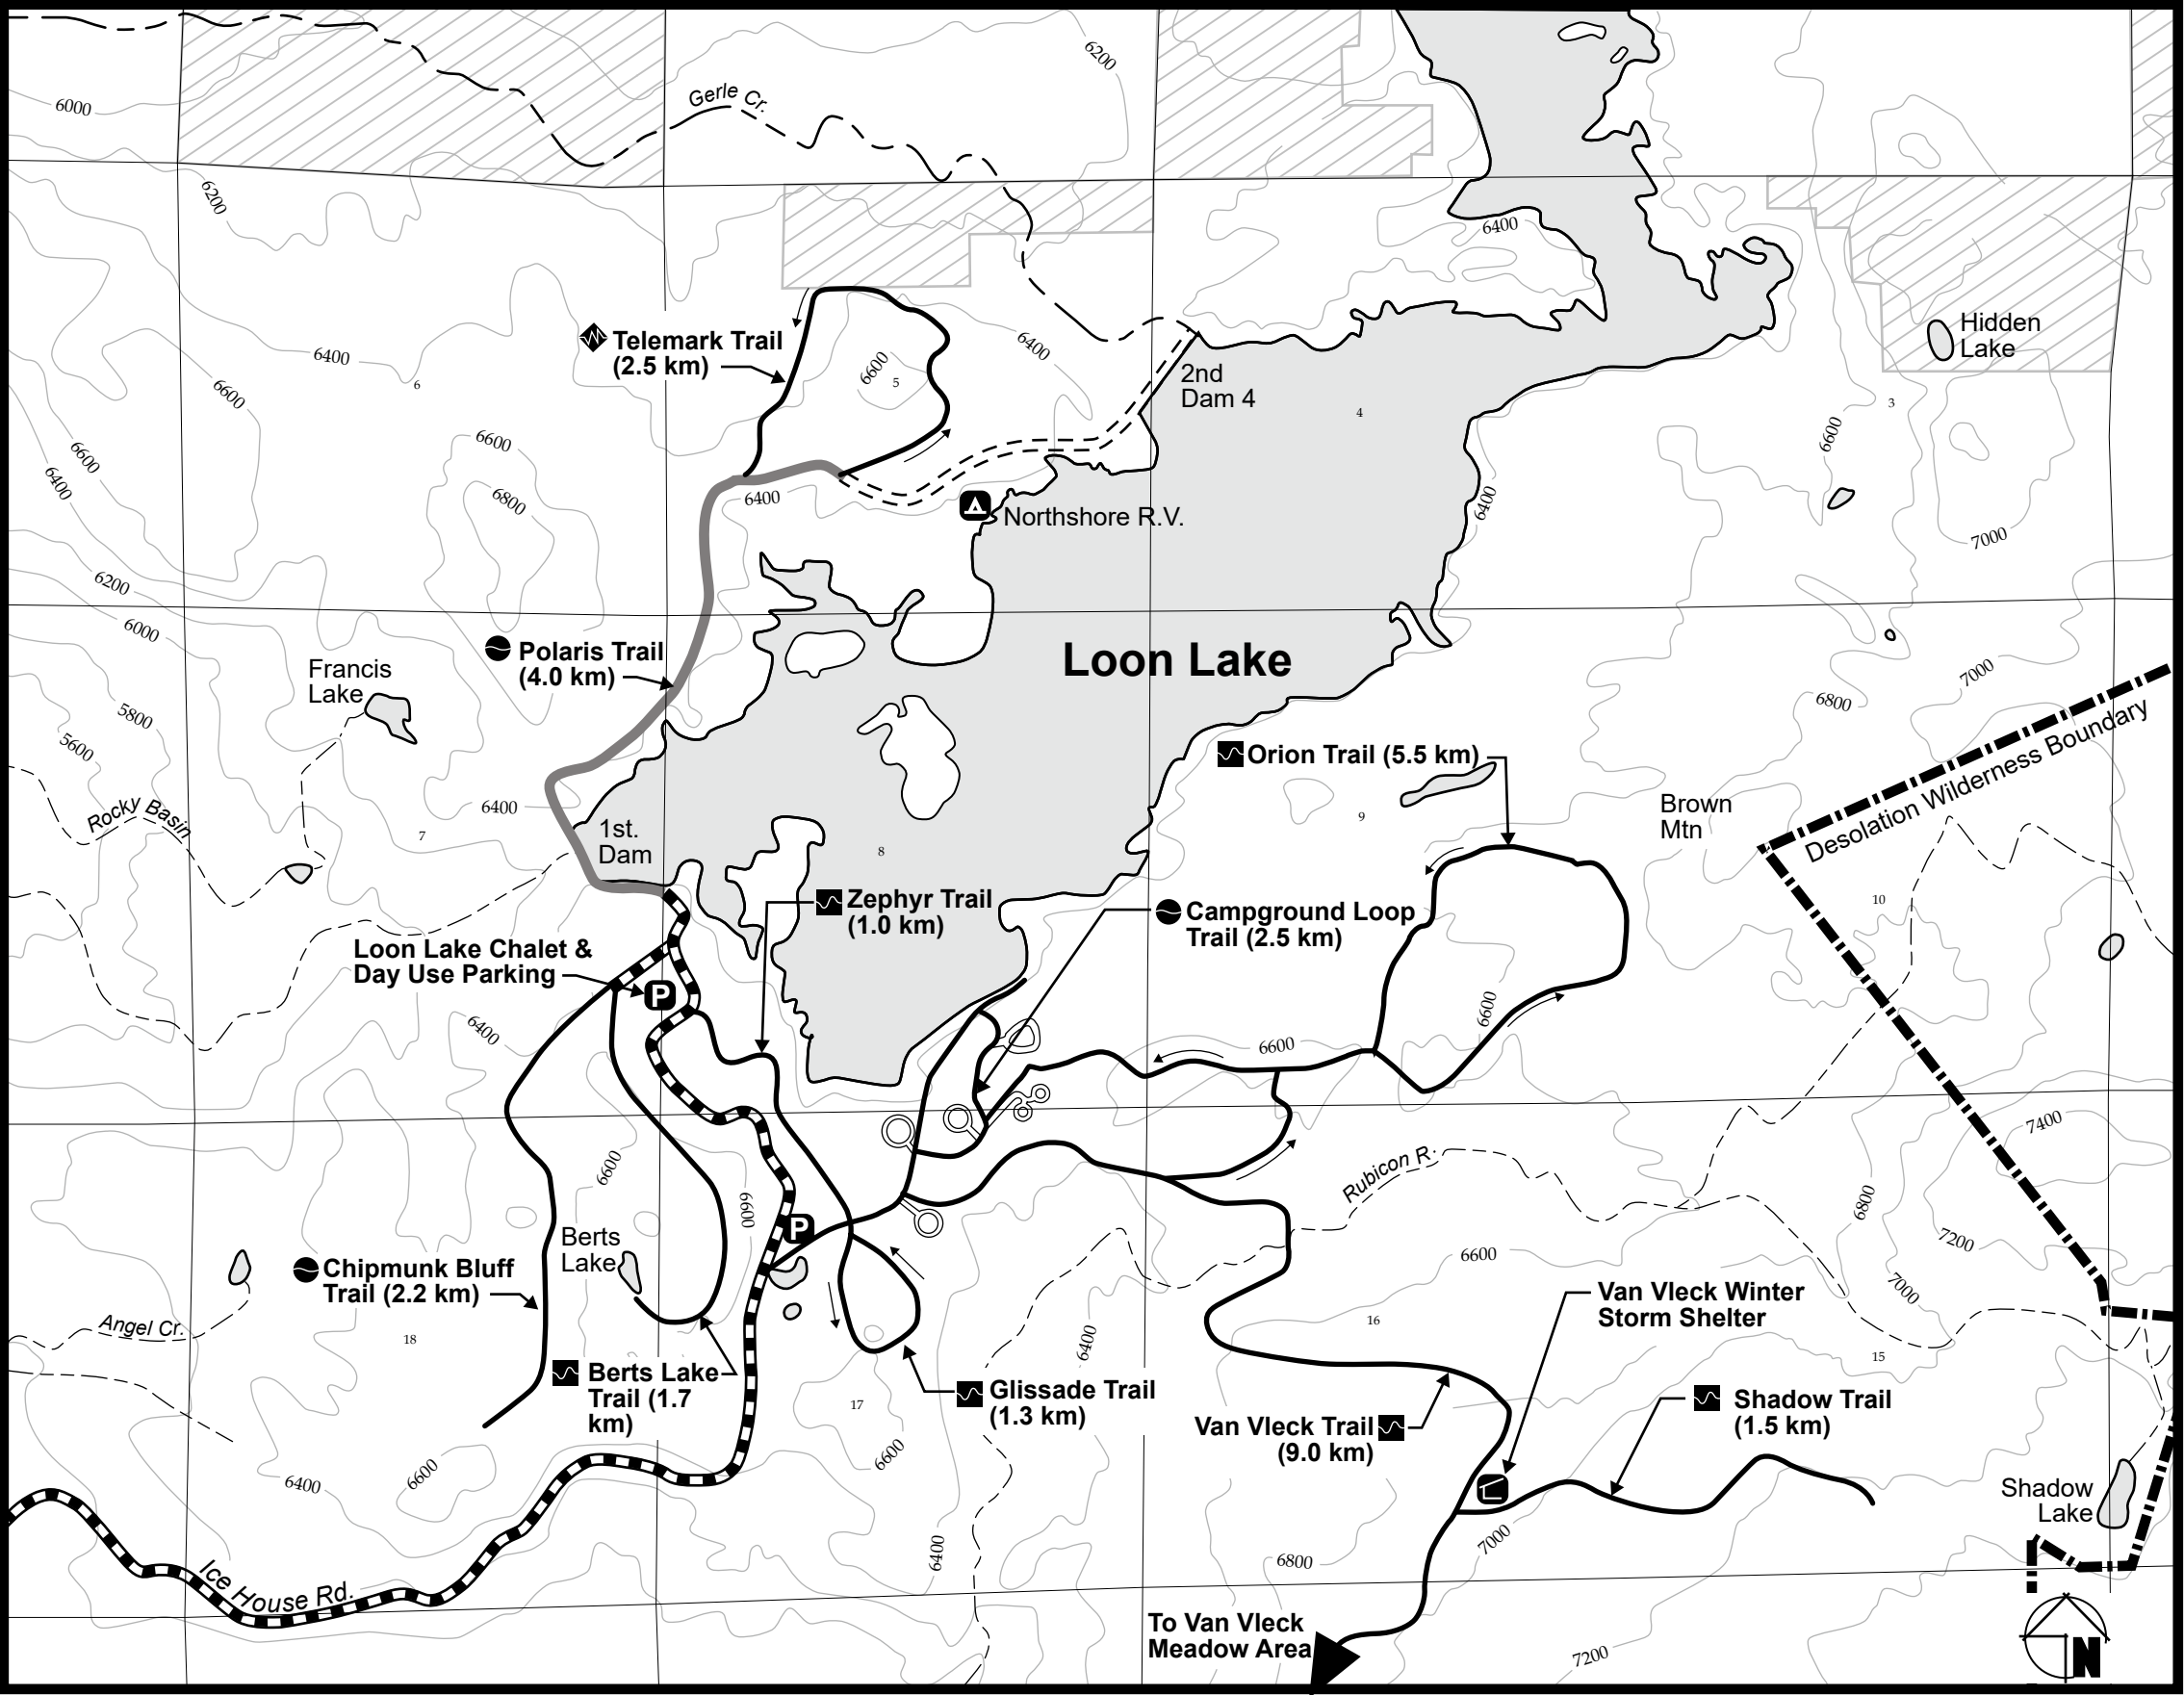 6200
Gerle Cr.
6000
6200
6400
Telemark Trail
(2.5 km)
Hidden
Lake
6400
6400
6
6600
5
2nd
Dam 4
4
3
6600
6600
6600
6400
6600
6800
6400
Northshore R.V.
6400
7000
6200
6000
Polaris Trail
(4.0 km)
Francis
Lake
Loon Lake
7000
6800
5800
5600
Orion Trail (5.5 km)
Desolation Wilderness Boundary
Rocky Basin
6400
7
1st.
Dam
8
9
Brown
Mtn
Zephyr Trail
(1.0 km)
Campground Loop
Trail (2.5 km)
10
Loon Lake Chalet &
Day Use Parking
P
6400
6600
6600
7400
6600
6600
Rubicon R.
6800
7200
P
Berts
Lake
6600
Chipmunk Bluff
Trail (2.2 km)
7000
Van Vleck Winter
Storm Shelter
Angel Cr.
18
16
6400
15
Berts Lake
Trail (1.7
km)
Glissade Trail
(1.3 km)
17
Shadow Trail
(1.5 km)
Van Vleck Trail
(9.0 km)
6600
6600
6400
Shadow
Lake
7000
6400
6800
Ice House Rd.
To Van Vleck
Meadow Area
7200
N